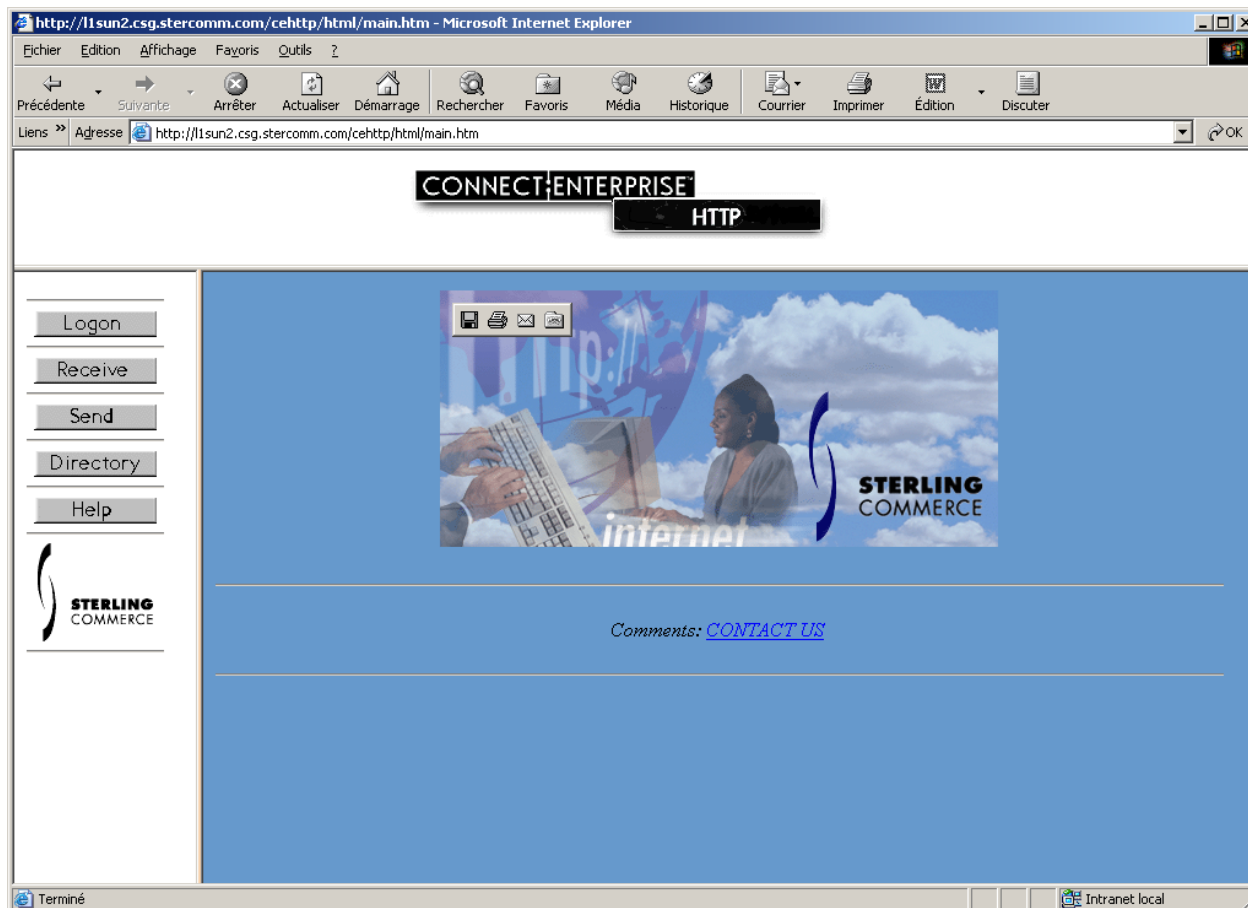 http://l1sun2.csg.stercomm.com/cehttp/html/main.htm - Microsoft Internet Explorer
Fichier Edition Affichage Favoris Outils ?
Précédente Suivante Arrêter Actualiser Démarrage Rechercher Favoris Média Historique Courrier Imprimer Édition Discuter
Liens » Adresse http://l1sun2.csg.stercomm.com/cehttp/html/main.htm OK
CONNECT:ENTERPRISE
HTTP
Logon
Receive
Send
Directory
Help
STERLING
COMMERCE
http://
internet
STERLING
COMMERCE
Comments: CONTACT US
Terminé Intranet local